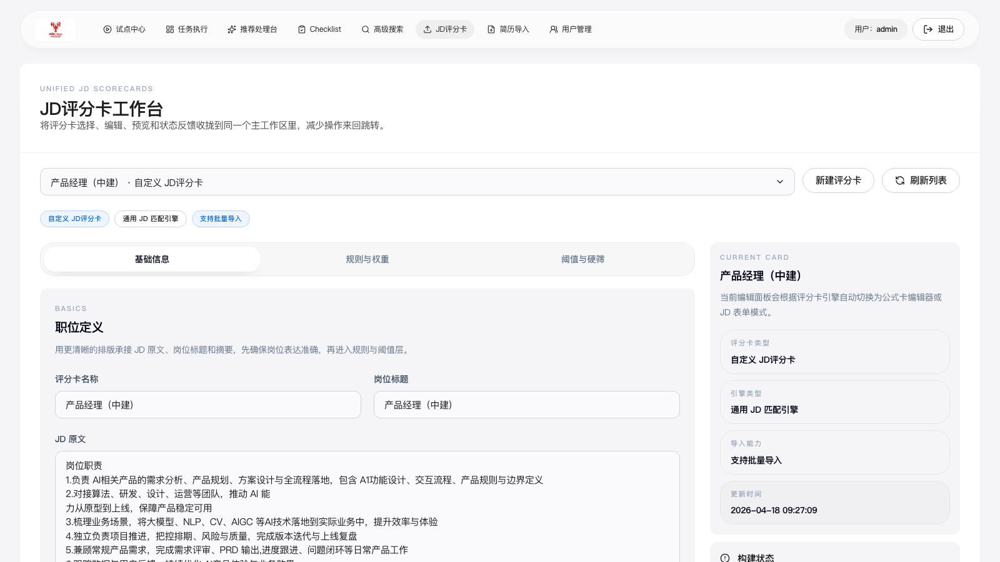 HRClaw
试点中心
任务执行
推荐处理台
Checklist
高级搜索
JD评分卡
简历导入
用户管理
用户：admin
退出
UNIFIED JD SCORECARDS
JD评分卡工作台
将评分卡选择、编辑、预览和状态反馈收拢到同一个主工作区里，减少操作来回跳转。
产品经理（中建） · 自定义 JD评分卡
新建评分卡
刷新列表
自定义 JD评分卡
通用 JD 匹配引擎
支持批量导入
基础信息
规则与权重
阈值与硬筛
BASICS
职位定义
用更清晰的排版承接 JD 原文、岗位标题和摘要，先确保岗位表达准确，再进入规则与阈值层。
评分卡名称
岗位标题
产品经理（中建）
产品经理（中建）
JD 原文
岗位职责
1.负责 AI相关产品的需求分析、产品规划、方案设计与全流程落地，包含 A1功能设计、交互流程、产品规则与边界定义
2.对接算法、研发、设计、运营等团队，推动 AI 能
力从原型到上线，保障产品稳定可用
3.梳理业务场景，将大模型、NLP、CV、AIGC 等AI技术落地到实际业务中，提升效率与体验
4.独立负责项目推进，把控排期、风险与质量，完成版本迭代与上线复盘
5.兼顾常规产品需求，完成需求评审、PRD 输出,进度跟进、问题闭环等日常产品工作
CURRENT CARD
产品经理（中建）
当前编辑面板会根据评分卡引擎自动切换为公式卡编辑器或
JD 表单模式。
评分卡类型
自定义 JD评分卡
引擎类型
通用 JD 匹配引擎
导入能力
支持批量导入
更新时间
2026-04-18 09:27:09
构建状态